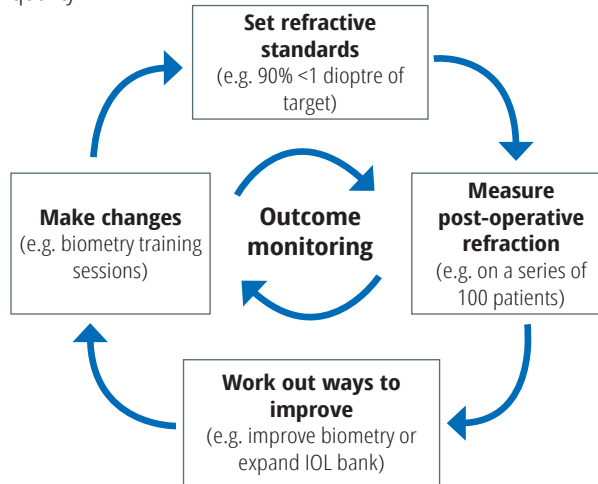 Set refractive
standards
(e.g. 90% <1 dioptre of
target)
Make changes
(e.g. biometry training
sessions)
Outcome
monitoring
Measure
post-operative
refraction
(e.g. on a series of
100 patients)
Work out ways to
improve
(e.g. improve biometry or
expand IOL bank)